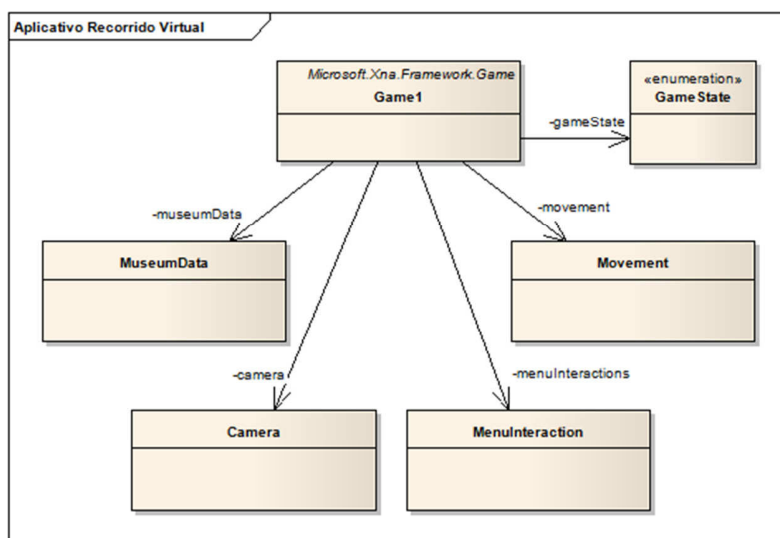 Aplicativo Recorrido Virtual
Microsoft.Xna.Framework.Game
Game1
«enumeration»
GameState
-gameState
-museumData
-movement
MuseumData
Movement
-camera
-menuInteractions
Camera
MenuInteraction